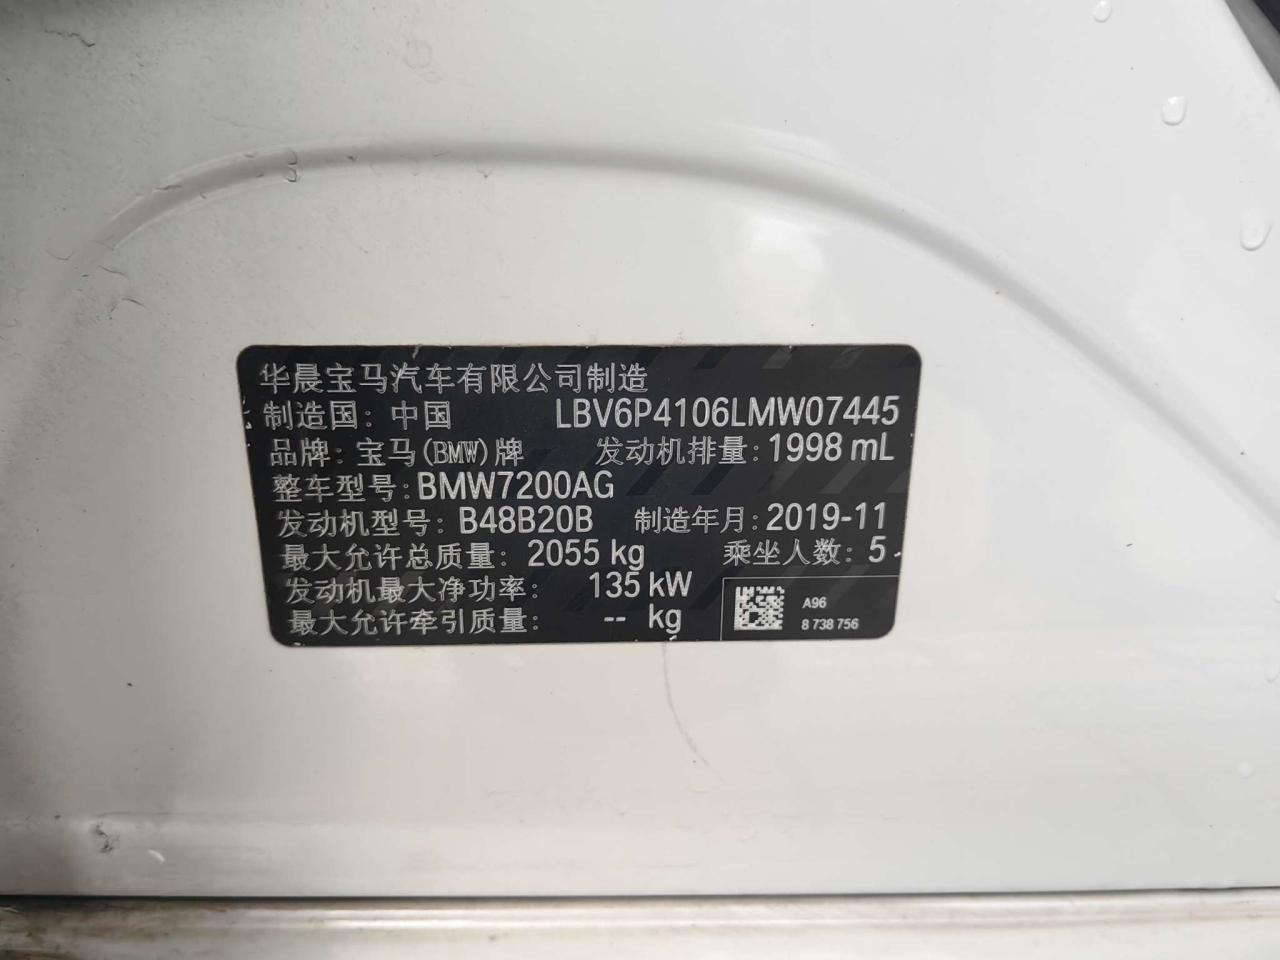 华晨宝马汽车有限公司制造
制造国: 中国 LBV6P4106LMW07445
品牌: 宝马(BMW)牌 发动机排量: 1998 mL
整车型号: BMW7200AG
发动机型号: B48B20B 制造年月: 2019-11
最大允许总质量: 2055 kg 乘坐人数: 5
发动机最大净功率: 135 kW
最大允许牵引质量: -- kg
A96
8 738 756